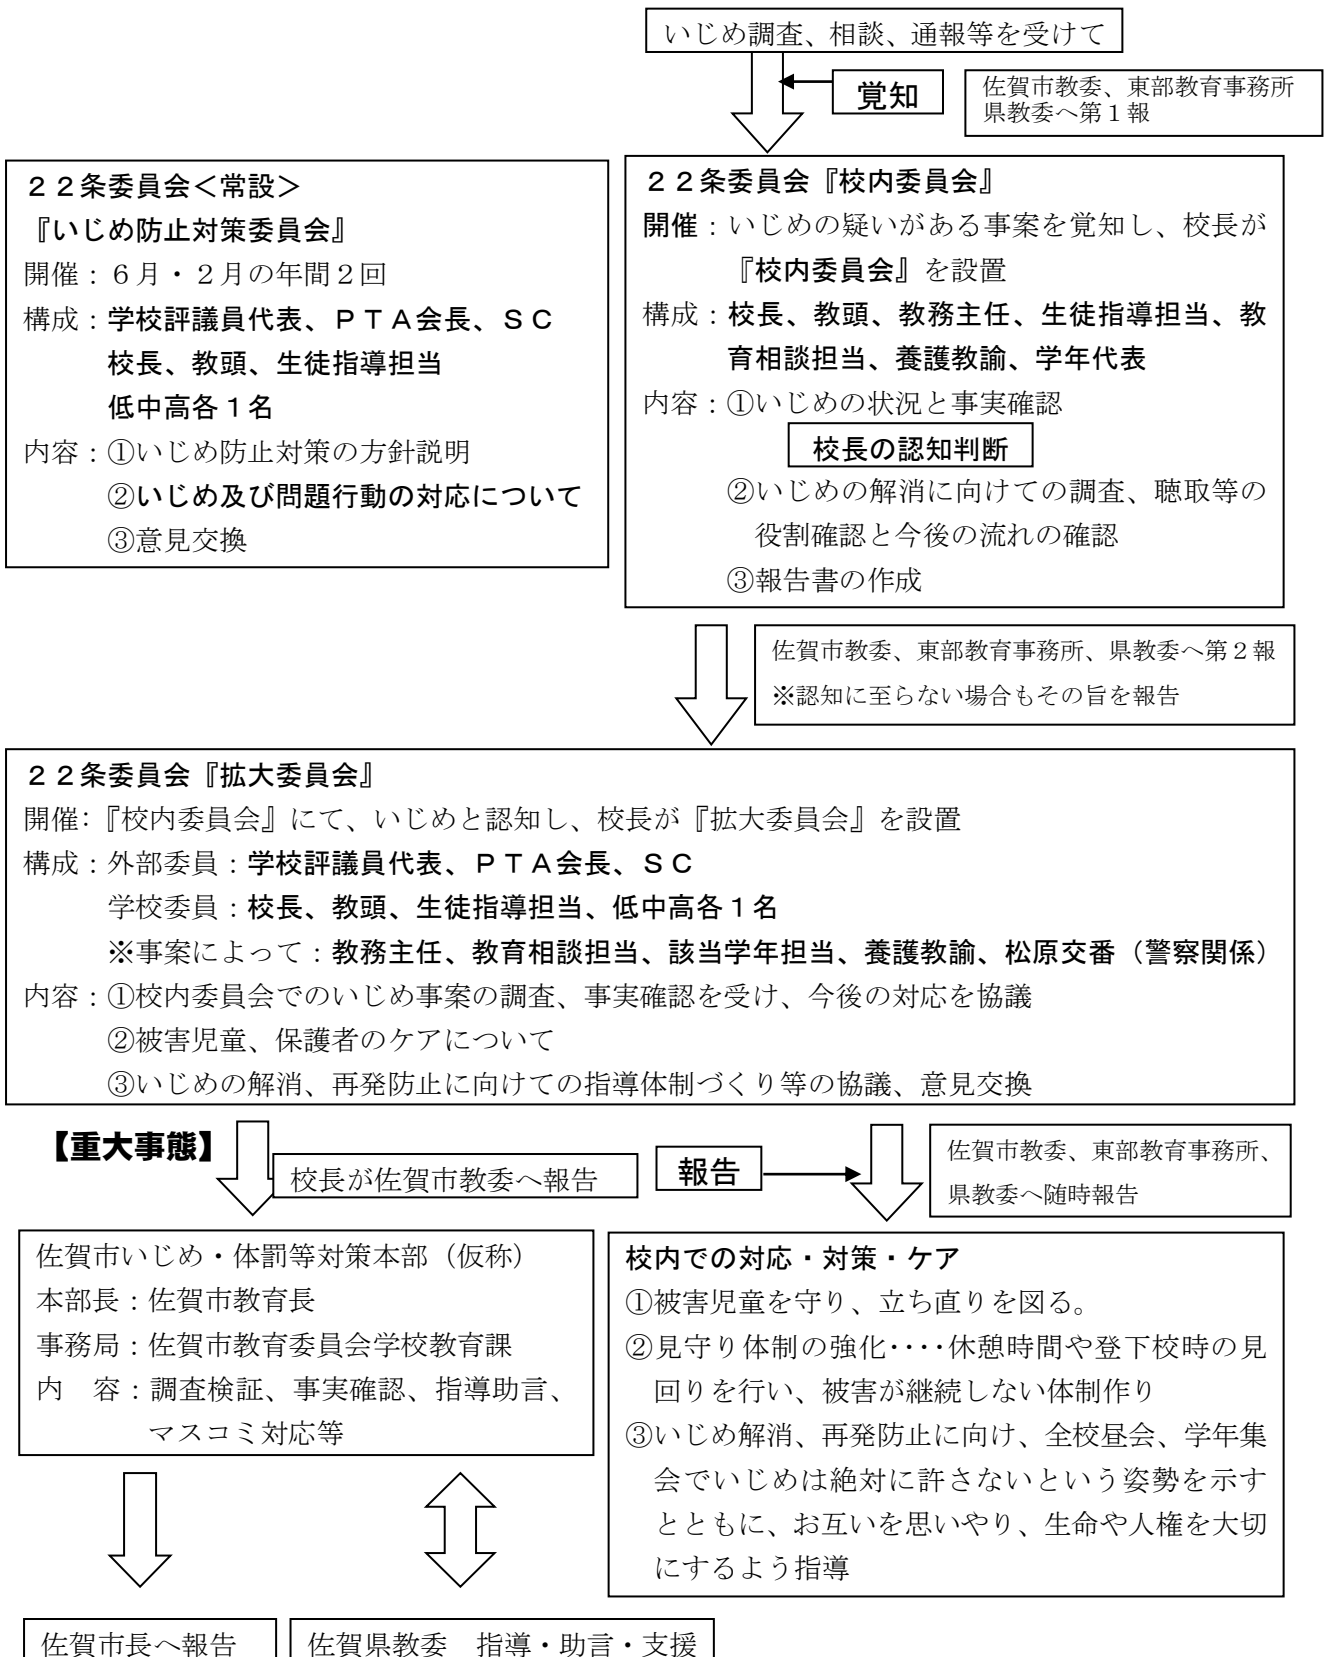 いじめ調査、相談、通報等を受けて
覚知
佐賀市教委、東部教育事務所
県教委へ第１報
２２条委員会＜常設＞
『いじめ防止対策委員会』
開催：６月・２月の年間２回
構成：学校評議員代表、ＰＴＡ会長、ＳＣ
校長、教頭、生徒指導担当
低中高各１名
内容：①いじめ防止対策の方針説明
②いじめ及び問題行動の対応について
③意見交換
２２条委員会『校内委員会』
開催：いじめの疑いがある事案を覚知し、校長が
『校内委員会』を設置
構成：校長、教頭、教務主任、生徒指導担当、教
育相談担当、養護教諭、学年代表
内容：①いじめの状況と事実確認
校長の認知判断
②いじめの解消に向けての調査、聴取等の
役割確認と今後の流れの確認
③報告書の作成
佐賀市教委、東部教育事務所、県教委へ第２報
※認知に至らない場合もその旨を報告
２２条委員会『拡大委員会』
開催：『校内委員会』にて、いじめと認知し、校長が『拡大委員会』を設置
構成：外部委員：学校評議員代表、ＰＴＡ会長、ＳＣ
学校委員：校長、教頭、生徒指導担当、低中高各１名
※事案によって：教務主任、教育相談担当、該当学年担当、養護教諭、松原交番（警察関係）
内容：①校内委員会でのいじめ事案の調査、事実確認を受け、今後の対応を協議
②被害児童、保護者のケアについて
③いじめの解消、再発防止に向けての指導体制づくり等の協議、意見交換
【重大事態】
校長が佐賀市教委へ報告
報告
佐賀市教委、東部教育事務所、
県教委へ随時報告
佐賀市いじめ・体罰等対策本部（仮称）
本部長：佐賀市教育長
事務局：佐賀市教育委員会学校教育課
内　容：調査検証、事実確認、指導助言、
マスコミ対応等
校内での対応・対策・ケア
①被害児童を守り、立ち直りを図る。
②見守り体制の強化････休憩時間や登下校時の見
回りを行い、被害が継続しない体制作り
③いじめ解消、再発防止に向け、全校昼会、学年集
会でいじめは絶対に許さないという姿勢を示す
とともに、お互いを思いやり、生命や人権を大切
にするよう指導
佐賀市長へ報告
佐賀県教委　指導・助言・支援